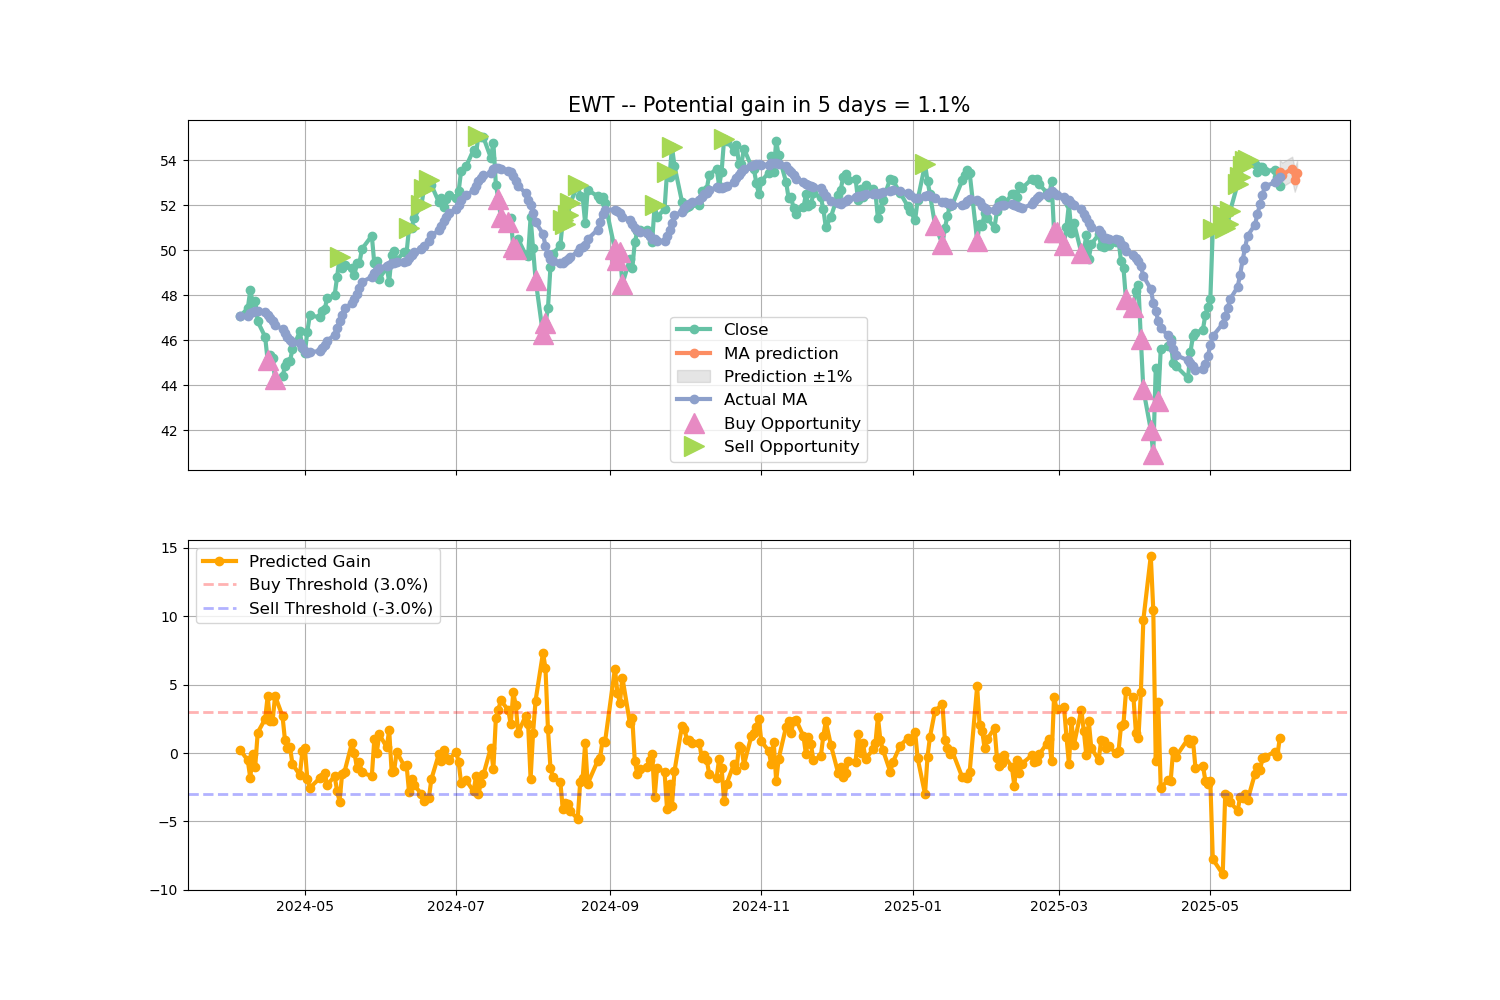 EWT -- Potential gain in 5 days = 1.1%
54
52
50
48
46
44
42
Close
MA prediction
Prediction ±1%
Actual MA
Buy Opportunity
Sell Opportunity
15
10
5
0
−5
−10
Predicted Gain
Buy Threshold (3.0%)
Sell Threshold (-3.0%)
2024-05 2024-07 2024-09 2024-11 2025-01 2025-03 2025-05